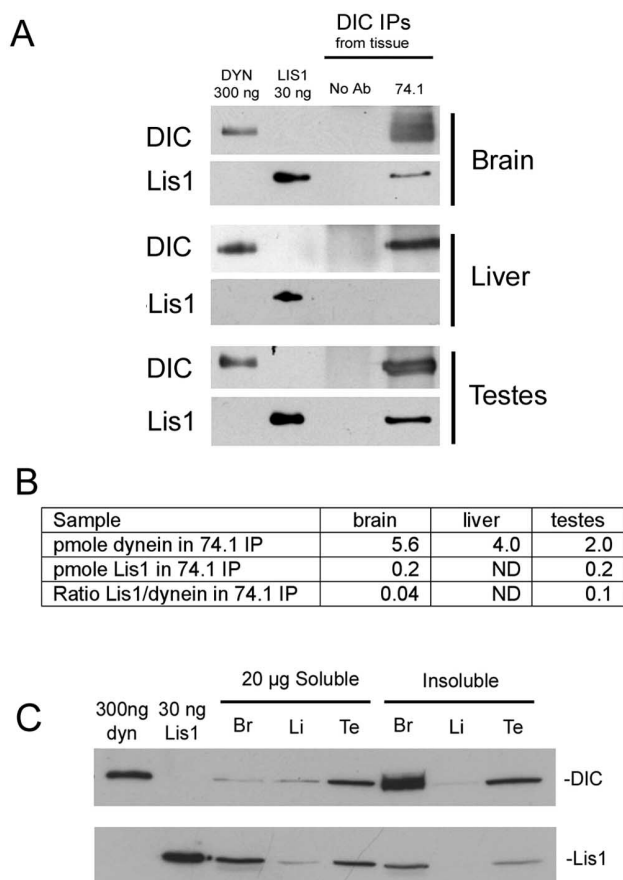 A
DIC IPs
from tissue
DYN
300 ng
LIS1
30 ng
No Ab
74.1
DIC
Lis1
Brain
DIC
Lis1
Liver
DIC
Lis1
Testes
B
Sample brain liver testes
pmole dynein in 74.1 IP 5.6 4.0 2.0
pmole Lis1 in 74.1 IP 0.2 ND 0.2
Ratio Lis1/dynein in 74.1 IP 0.04 ND 0.1
C
20 µg Soluble Insoluble
300ng
dyn
30 ng
Lis1
Br Li Te Br Li Te
-DIC
-Lis1